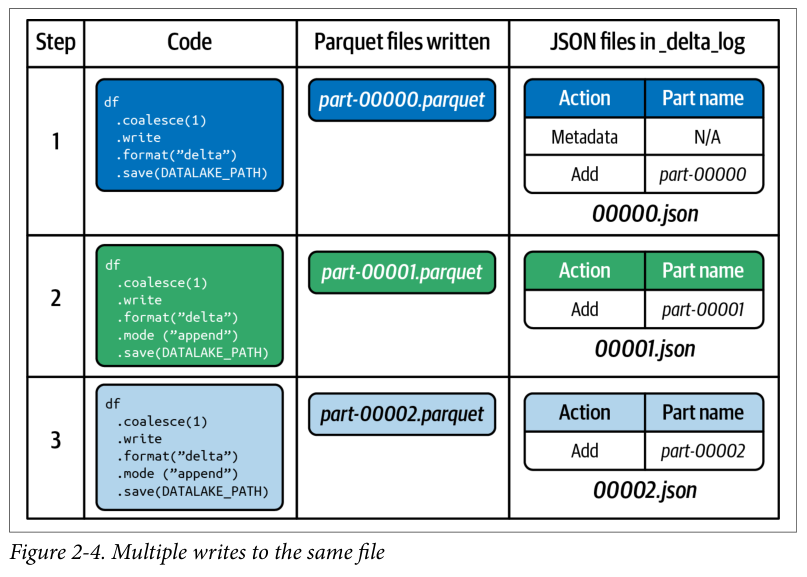 Step Code Parquet files written JSON files in _delta_log
1
df
.coalesce(1)
.write
.format(”delta”)
.save(DATALAKE_PATH)
part-00000.parquet
Action Part name
Metadata N/A
Add part-00000
00000.json
2
df
.coalesce(1)
.write
.format(”delta”)
.mode (”append”)
.save(DATALAKE_PATH)
part-00001.parquet
Action Part name
Add part-00001
00001.json
3
df
.coalesce(1)
.write
.format(”delta”)
.mode (”append”)
.save(DATALAKE_PATH)
part-00002.parquet
Action Part name
Add part-00002
00002.json
Figure 2-4. Multiple writes to the same file